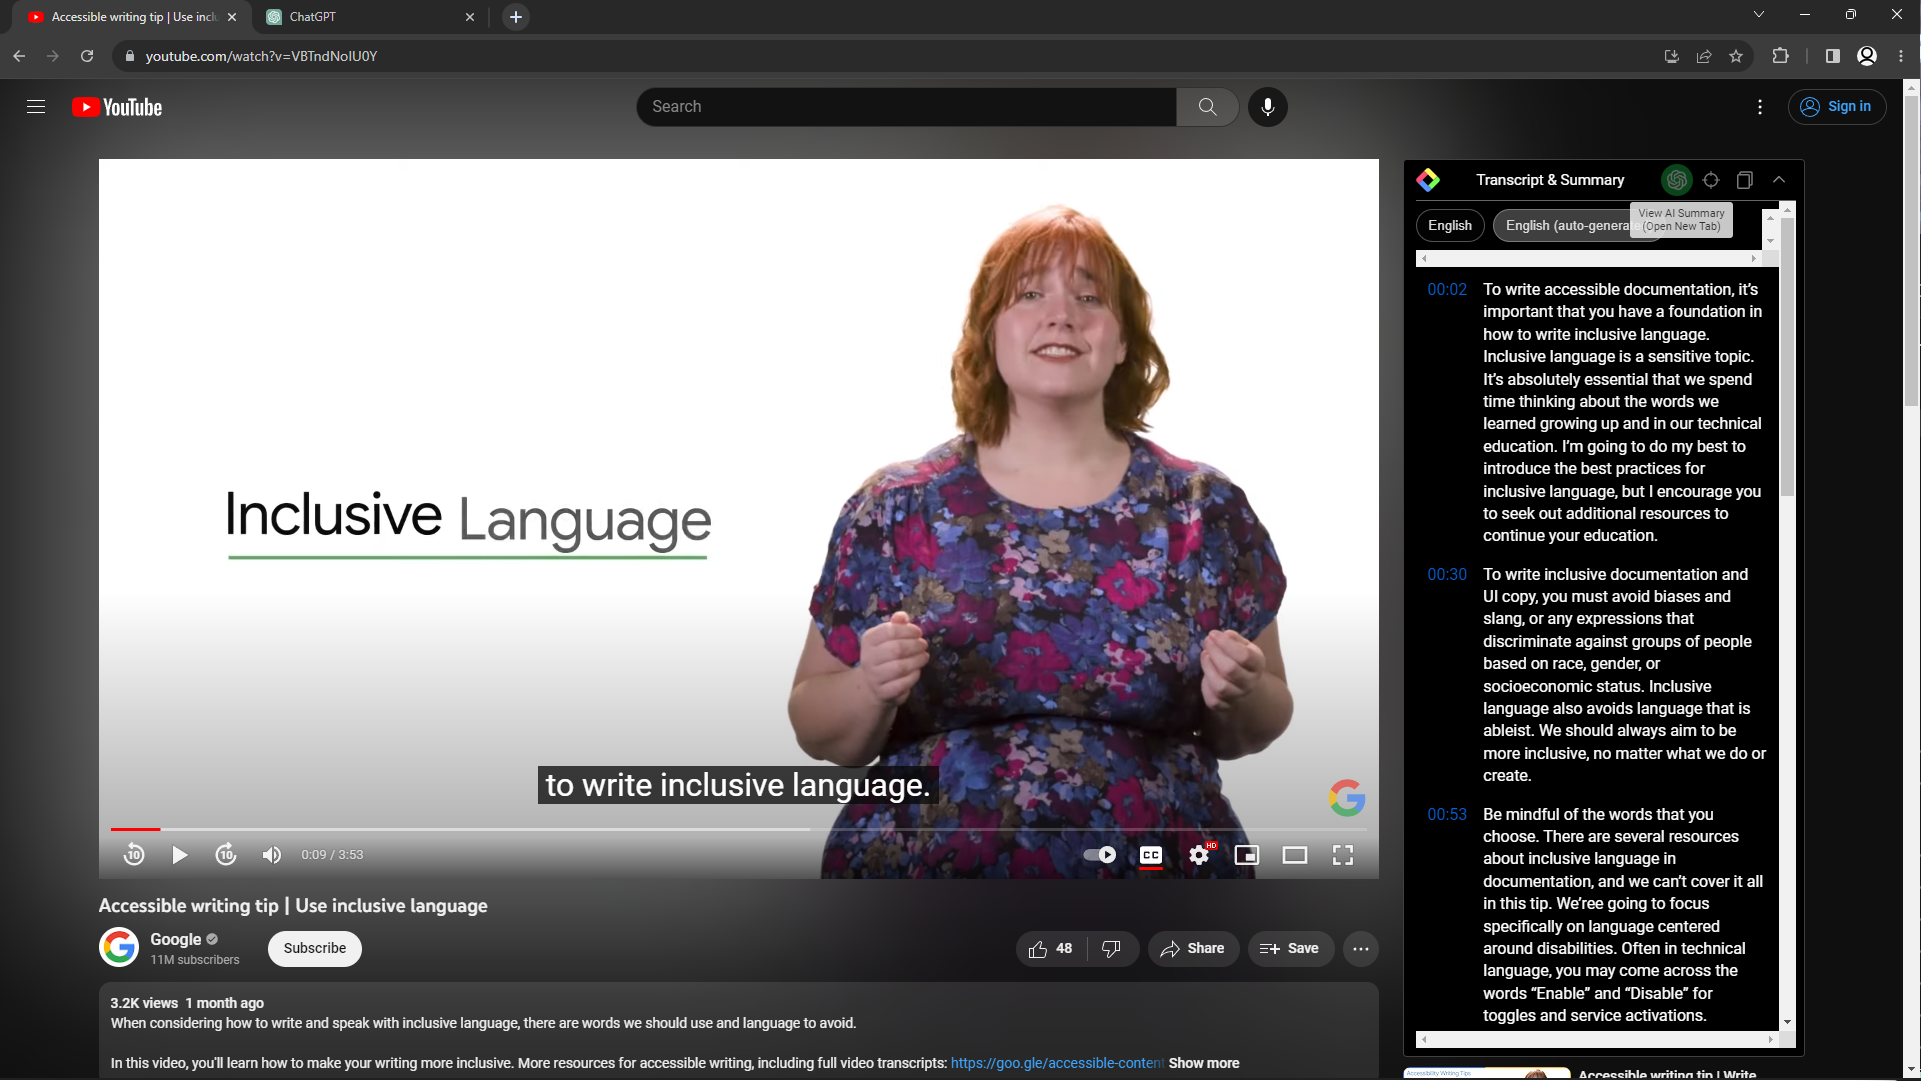 Accessible writing tip | Use incl
ChatGPT
youtube.com/watch?v=VBTndNoIU0Y
YouTube
Search
Sign in
Inclusive Language
to write inclusive language.
0:09 / 3:53
CC
HD
10
10
Accessible writing tip | Use inclusive language
Google
11M subscribers
Subscribe
48
Share
Save
3.2K views 1 month ago
When considering how to write and speak with inclusive language, there are words we should use and language to avoid.
In this video, you'll learn how to make your writing more inclusive. More resources for accessible writing, including full video transcripts: https://goo.gle/accessible-content Show more
Transcript & Summary
View AI Summary
(Open New Tab)
English
English (auto-generate
00:02
To write accessible documentation, it's
important that you have a foundation in
how to write inclusive language.
Inclusive language is a sensitive topic.
It's absolutely essential that we spend
time thinking about the words we
learned growing up and in our technical
education. I'm going to do my best to
introduce the best practices for
inclusive language, but I encourage you
to seek out additional resources to
continue your education.
00:30
To write inclusive documentation and
UI copy, you must avoid biases and
slang, or any expressions that
discriminate against groups of people
based on race, gender, or
socioeconomic status. Inclusive
language also avoids language that is
ableist. We should always aim to be
more inclusive, no matter what we do or
create.
00:53
Be mindful of the words that you
choose. There are several resources
about inclusive language in
documentation, and we can't cover it all
in this tip. We'ree going to focus
specifically on language centered
around disabilities. Often in technical
language, you may come across the
words “Enable” and “Disable” for
toggles and service activations.
Accessibility Writing Tips
Accessible writing tip | Write